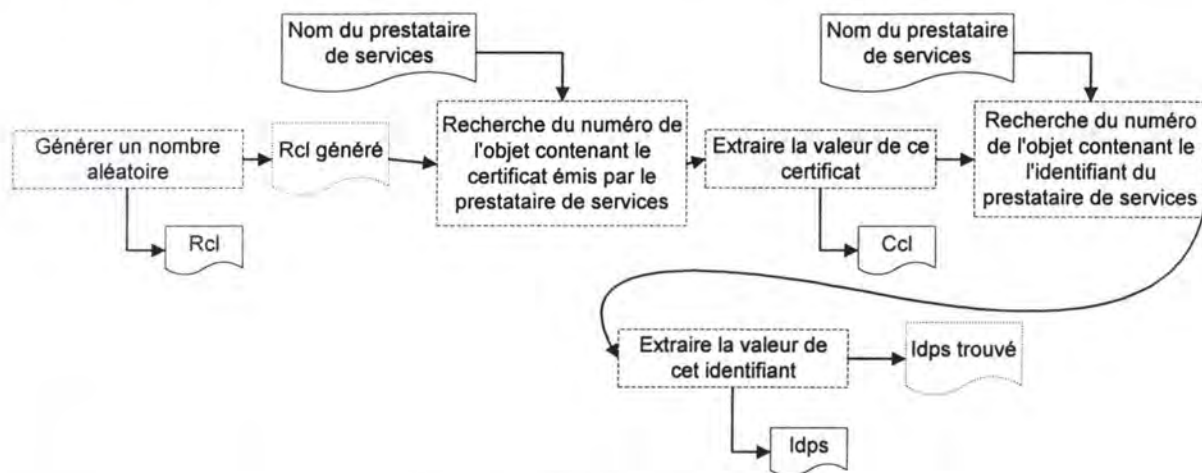 Nom du prestataire
de services
Nom du prestataire
de services
Générer un nombre
aléatoire
Rcl généré
Recherche du numéro de
l'objet contenant le
certificat émis par le
prestataire de services
Extraire la valeur de ce
certificat
Recherche du numéro
de l'objet contenant le
l'identifiant du
prestataire de services
Rcl
Ccl
Extraire la valeur de
cet identifiant
Idps trouvé
Idps